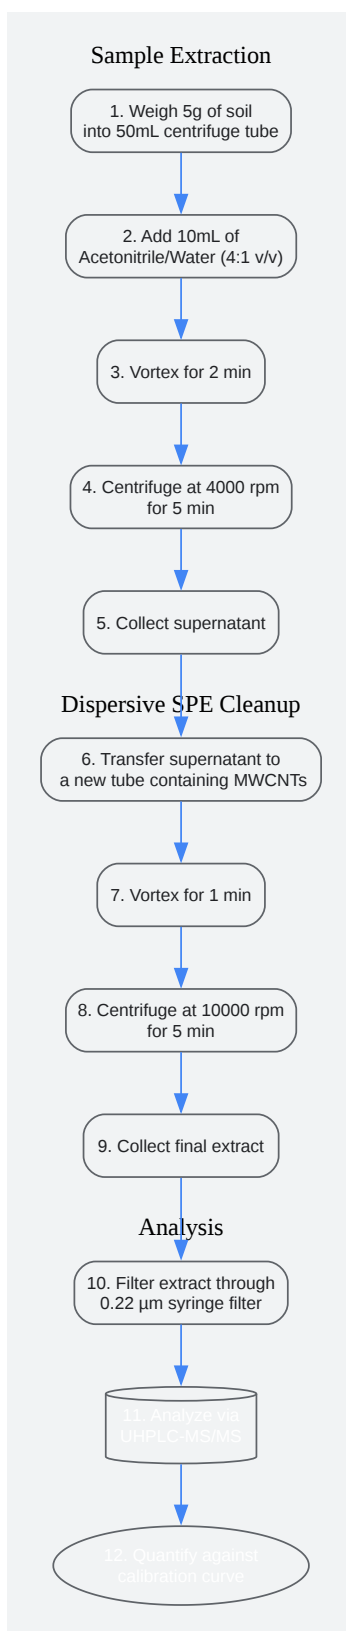 Sample Extraction
1. Weigh 5g of soil
into 50mL centrifuge tube
2. Add 10mL of
Acetonitrile/Water (4:1 v/v)
3. Vortex for 2 min
4. Centrifuge at 4000 rpm
for 5 min
5. Collect supernatant
Dispersive SPE Cleanup
6. Transfer supernatant to
a new tube containing MWCNTs
7. Vortex for 1 min
8. Centrifuge at 10000 rpm
for 5 min
9. Collect final extract
Analysis
10. Filter extract through
0.22 µm syringe filter
11. Analyze via
UHPLC-MS/MS
12. Quantify against
calibration curve